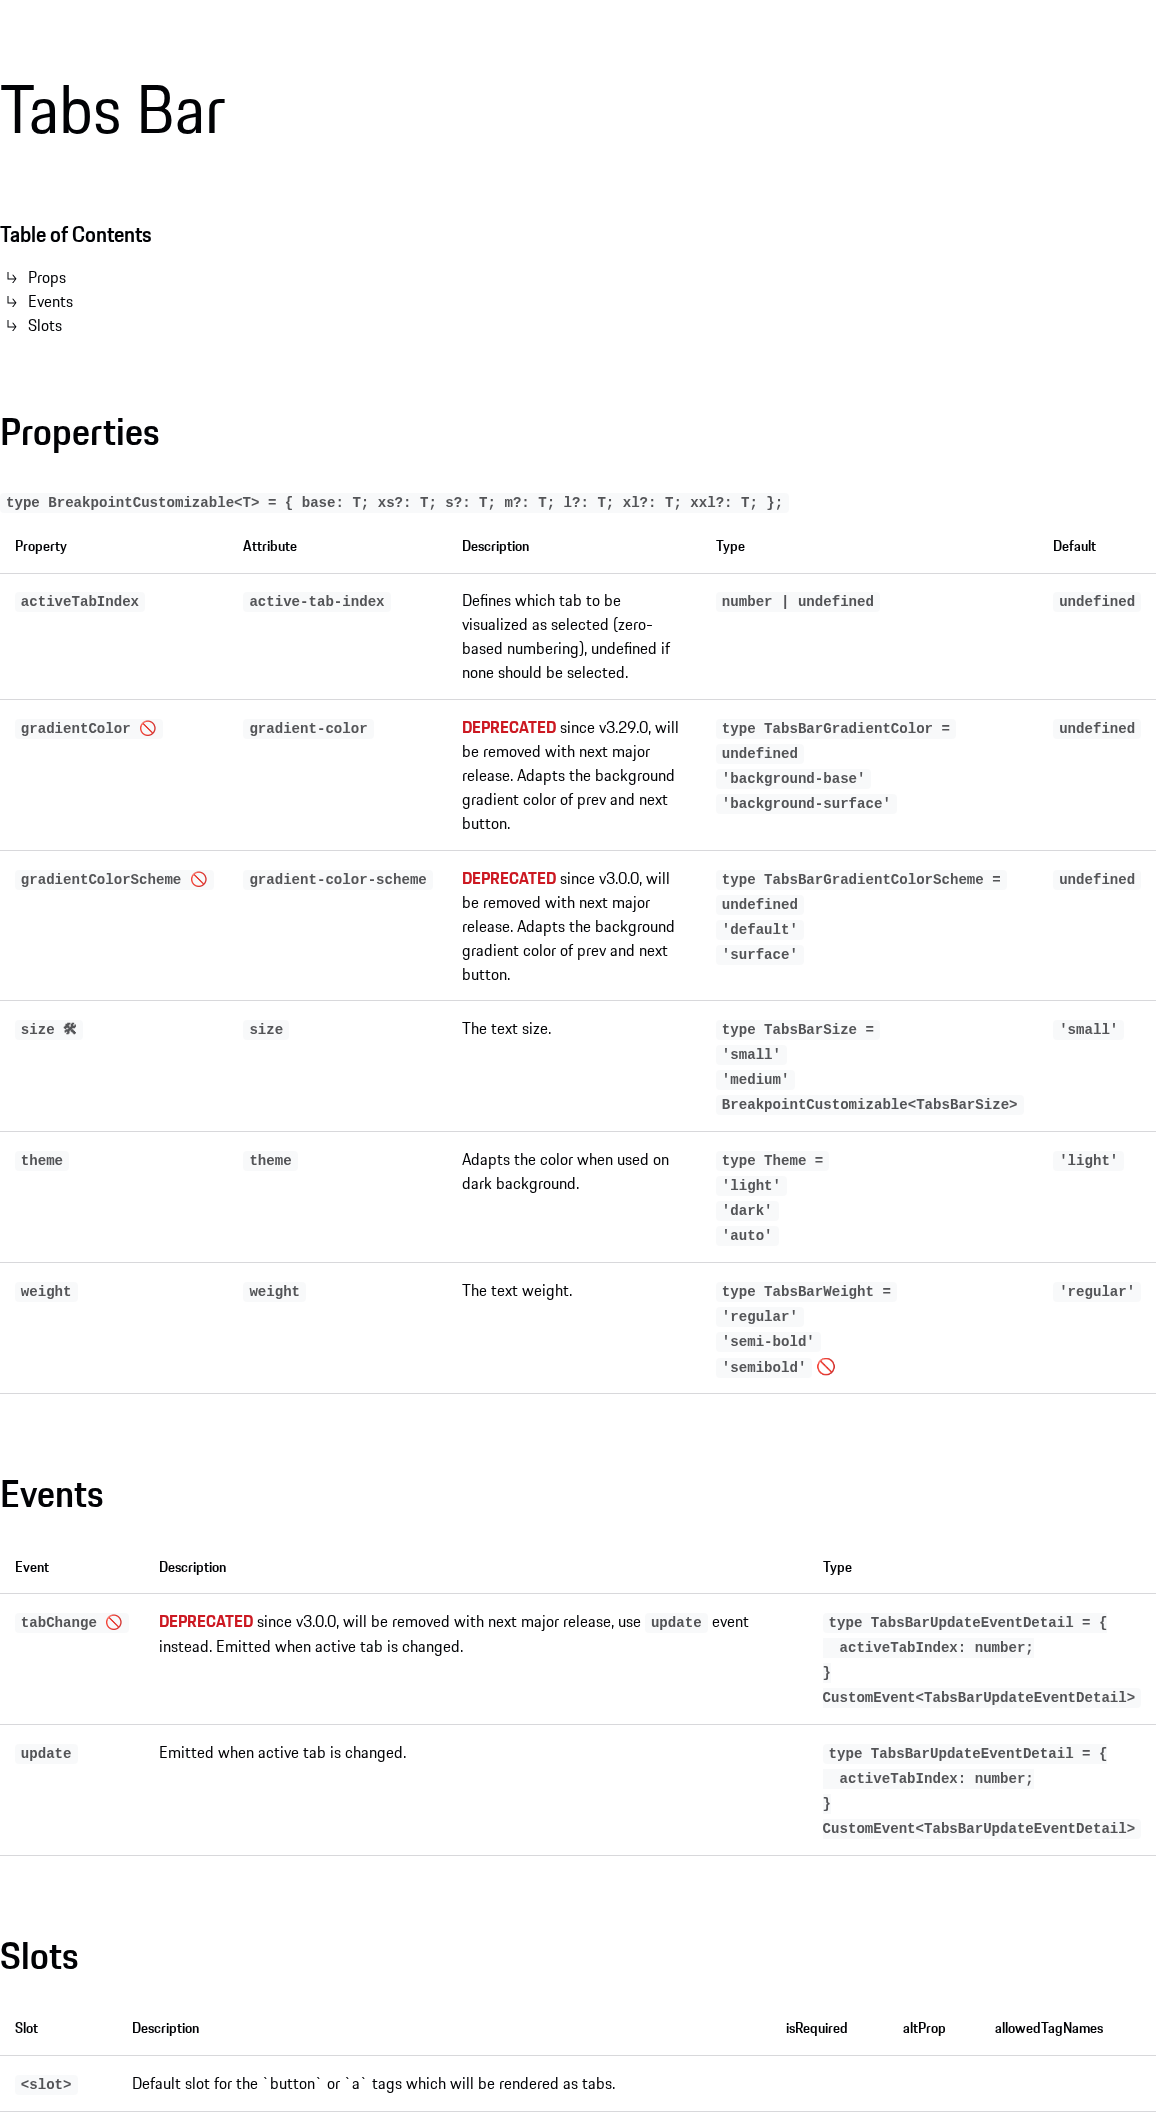 Tabs Bar
Table of Contents
↳ Props
↳ Events
↳ Slots
Properties
type BreakpointCustomizable<T> = { base: T; xs?: T; s?: T; m?: T; l?: T; xl?: T; xxl?: T; };
Property Attribute Description Type Default
activeTabIndex active-tab-index Defines which tab to be number | undefined undefined
visualized as selected (zero-
based numbering), undefined if
none should be selected.
gradientColor 🚫 gradient-color DEPRECATED since v3.29.0, will type TabsBarGradientColor = undefined
be removed with next major undefined
release. Adapts the background 'background-base'
gradient color of prev and next 'background-surface'
button.
gradientColorScheme 🚫 gradient-color-scheme DEPRECATED since v3.0.0, will type TabsBarGradientColorScheme = undefined
be removed with next major undefined
release. Adapts the background 'default'
gradient color of prev and next 'surface'
button.
size 🛠 size The text size. type TabsBarSize = 'small'
'small'
'medium'
BreakpointCustomizable<TabsBarSize>
theme theme Adapts the color when used on type Theme = 'light'
dark background. 'light'
'dark'
'auto'
weight weight The text weight. type TabsBarWeight = 'regular'
'regular'
'semi-bold'
'semibold' 🚫
Events
Event Description Type
tabChange 🚫 DEPRECATED since v3.0.0, will be removed with next major release, use update event type TabsBarUpdateEventDetail = {
instead. Emitted when active tab is changed. activeTabIndex: number;
}
CustomEvent<TabsBarUpdateEventDetail>
update Emitted when active tab is changed. type TabsBarUpdateEventDetail = {
activeTabIndex: number;
}
CustomEvent<TabsBarUpdateEventDetail>
Slots
Slot Description isRequired altProp allowedTagNames
<slot> Default slot for the `button` or `a` tags which will be rendered as tabs.